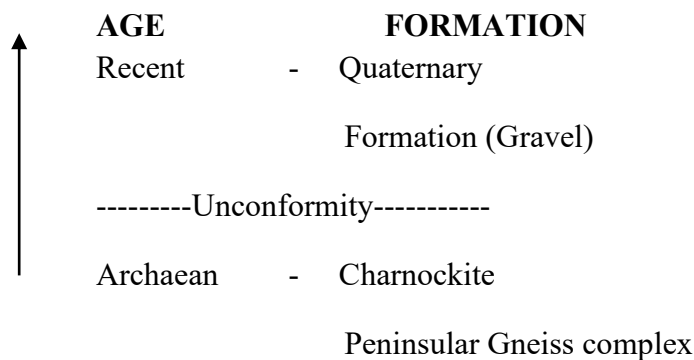 AGE FORMATION
Recent - Quaternary
Formation (Gravel)
---------Unconformity-----------
Archaean - Charnockite
Peninsular Gneiss complex